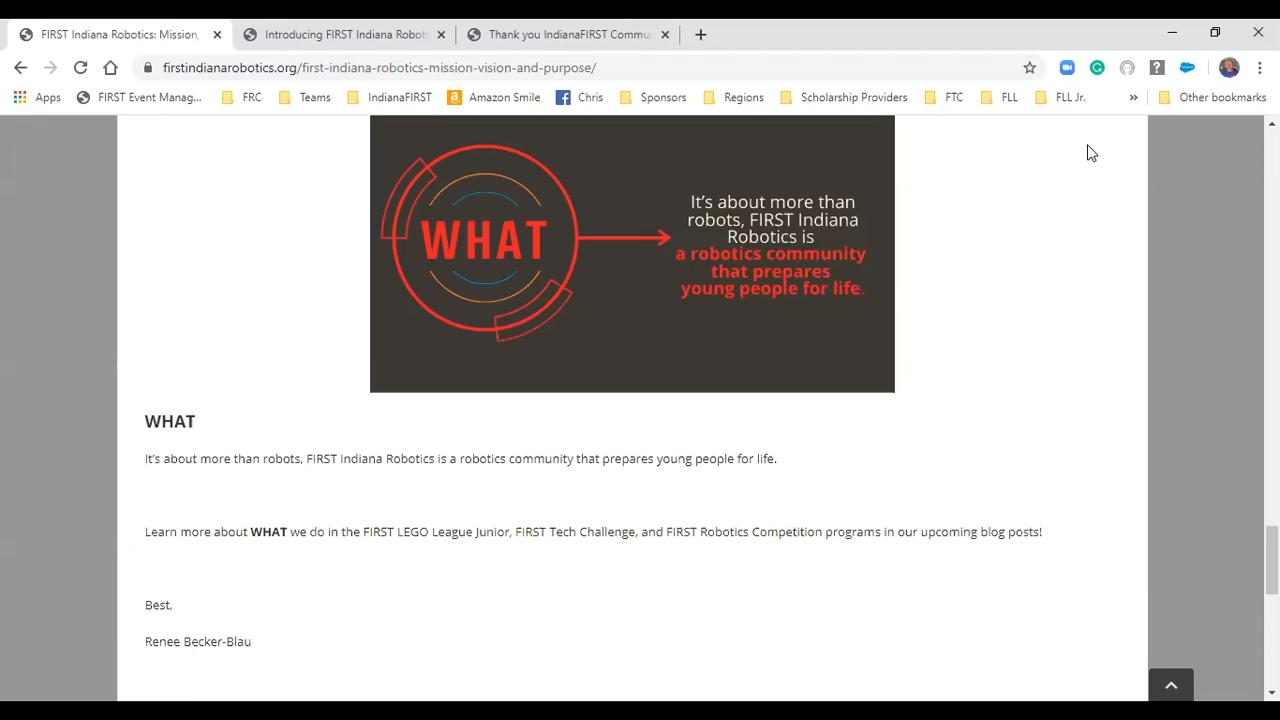 FIRST Indiana Robotics: Mission,
Introducing FIRST Indiana Robot
Thank you IndianaFIRST Commu
firstindianarobotics.org/first-indiana-robotics-mission-vision-and-purpose/
Apps FIRST Event Manag... FRC Teams IndianaFIRST Amazon Smile Chris Sponsors Regions Scholarship Providers FTC FLL FLL Jr. » Other bookmarks
WHAT
It's about more than
robots, FIRST Indiana
Robotics is
a robotics community
that prepares
young people for life.
WHAT
It's about more than robots, FIRST Indiana Robotics is a robotics community that prepares young people for life.
Learn more about WHAT we do in the FIRST LEGO League Junior, FIRST Tech Challenge, and FIRST Robotics Competition programs in our upcoming blog posts!
Best,
Renee Becker-Blau